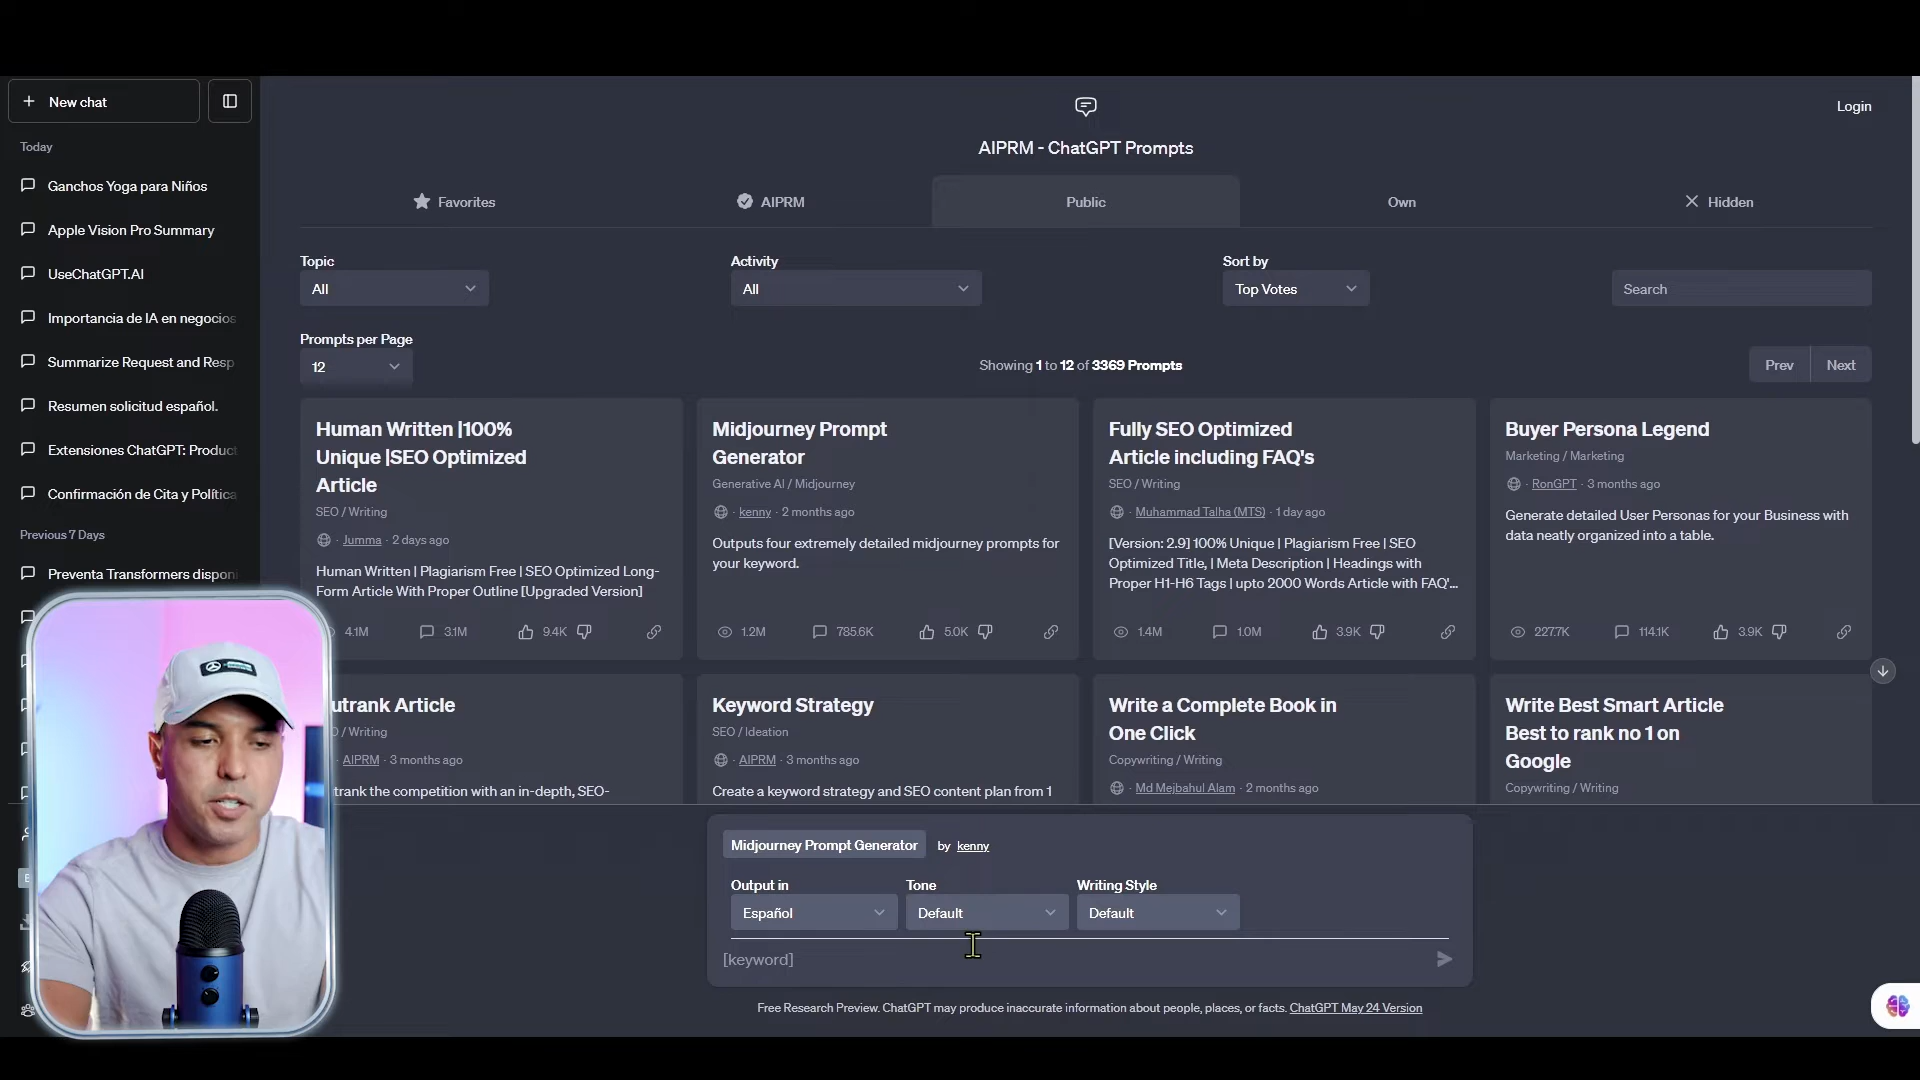 New chat
Login
Today
AIPRM - ChatGPT Prompts
Ganchos Yoga para Niños
Apple Vision Pro Summary
UseChatGPT.AI
Importancia de IA en negocios
Summarize Request and Resp
Resumen solicitud español.
Extensiones ChatGPT: Product
Confirmación de Cita y Política
Previous 7 Days
Preventa Transformers disponi
Favorites
AIPRM
Public
Own
Hidden
Topic
All
Activity
All
Sort by
Top Votes
Search
Prompts per Page
12
Showing 1 to 12 of 3369 Prompts
Prev
Next
Human Written |100%
Unique |SEO Optimized
Article
SEO / Writing
· Jumma · 2 days ago
Human Written | Plagiarism Free | SEO Optimized Long-
Form Article With Proper Outline [Upgraded Version]
4.1M
3.1M
9.4K
Midjourney Prompt
Generator
Generative AI / Midjourney
· kenny · 2 months ago
Outputs four extremely detailed midjourney prompts for
your keyword.
1.2M
785.6K
5.0K
Fully SEO Optimized
Article including FAQ's
SEO / Writing
· Muhammad Talha (MTS) · 1 day ago
[Version: 2.9] 100% Unique | Plagiarism Free | SEO
Optimized Title, | Meta Description | Headings with
Proper H1-H6 Tags | upto 2000 Words Article with FAQ'...
1.4M
1.0M
3.9K
Buyer Persona Legend
Marketing / Marketing
· RonGPT · 3 months ago
Generate detailed User Personas for your Business with
data neatly organized into a table.
227.7K
114.1K
3.9K
utrank Article
/ Writing
AIPRM · 3 months ago
trank the competition with an in-depth, SEO-
Keyword Strategy
SEO / Ideation
· AIPRM · 3 months ago
Create a keyword strategy and SEO content plan from 1
Write a Complete Book in
One Click
Copywriting / Writing
· Md Mejbahul Alam · 2 months ago
Write Best Smart Article
Best to rank no 1 on
Google
Copywriting / Writing
Midjourney Prompt Generator by kenny
Output in
Español
Tone
Default
Writing Style
Default
[keyword]
Free Research Preview. ChatGPT may produce inaccurate information about people, places, or facts. ChatGPT May 24 Version